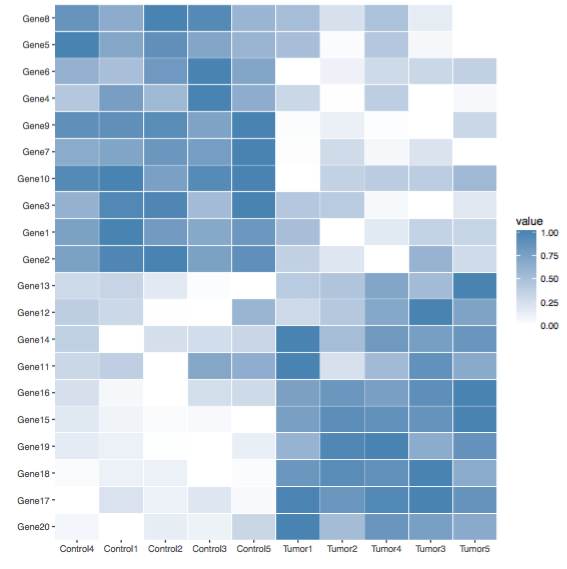 Gene8
Gene5
Gene6
Gene4
Gene9
Gene7
Gene10
Gene3
Gene1
Gene2
Gene13
Gene12
Gene14
Gene11
Gene16
Gene15
Gene19
Gene18
Gene17
Gene20
Control4 Control1 Control2 Control3 Control5 Tumor1 Tumor2 Tumor4 Tumor3 Tumor5
value
1.00
0.75
0.50
0.25
0.00